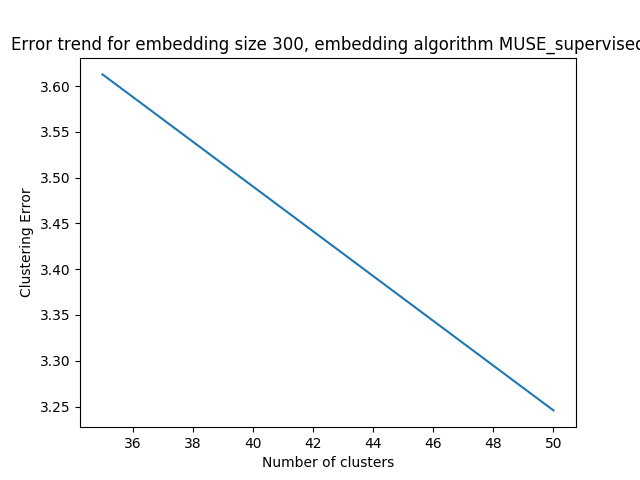 Error trend for embedding size 300, embedding algorithm MUSE_supervised
3.60
3.55
3.50
3.45
3.40
3.35
3.30
3.25
Clustering Error
36 38 40 42 44 46 48 50
Number of clusters